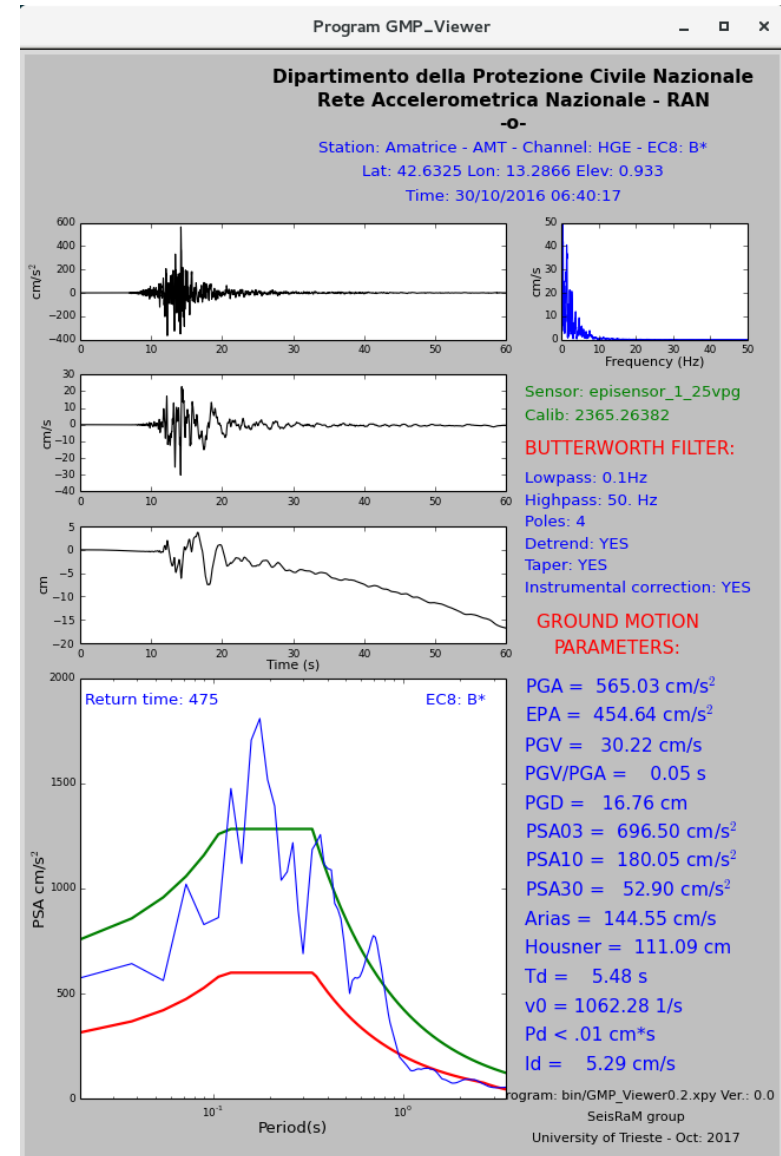 Program GMP_Viewer
Dipartimento della Protezione Civile Nazionale
Rete Accelerometrica Nazionale - RAN
-o-
Station: Amatrice - AMT - Channel: HGE - EC8: B*
Lat: 42.6325 Lon: 13.2866 Elev: 0.933
Time: 30/10/2016 06:40:17
600
400
200
0
−200
−400
cm/s²
0 10 20 30 40 50 60
50
40
30
20
10
0
cm/s
0 10 20 30 40 50
Frequency (Hz)
30
20
10
0
−10
−20
−30
−40
cm/s
0 10 20 30 40 50 60
Sensor: episensor_1_25vpg
Calib: 2365.26382
BUTTERWORTH FILTER:
Lowpass: 0.1Hz
Highpass: 50. Hz
Poles: 4
Detrend: YES
Taper: YES
Instrumental correction: YES
5
0
−5
−10
−15
−20
cm
0 10 20 30 40 50 60
Time (s)
GROUND MOTION
PARAMETERS:
PGA = 565.03 cm/s²
EPA = 454.64 cm/s²
PGV = 30.22 cm/s
PGV/PGA = 0.05 s
PGD = 16.76 cm
PSA03 = 696.50 cm/s²
PSA10 = 180.05 cm/s²
PSA30 = 52.90 cm/s²
Arias = 144.55 cm/s
Housner = 111.09 cm
Td = 5.48 s
v0 = 1062.28 1/s
Pd < .01 cm*s
Id = 5.29 cm/s
2000
1500
1000
500
0
PSA cm/s²
Return time: 475 EC8: B*
10⁻¹ 10⁰
Period(s)
rogram: bin/GMP_Viewer0.2.xpy Ver.: 0.0
SeisRaM group
University of Trieste - Oct: 2017